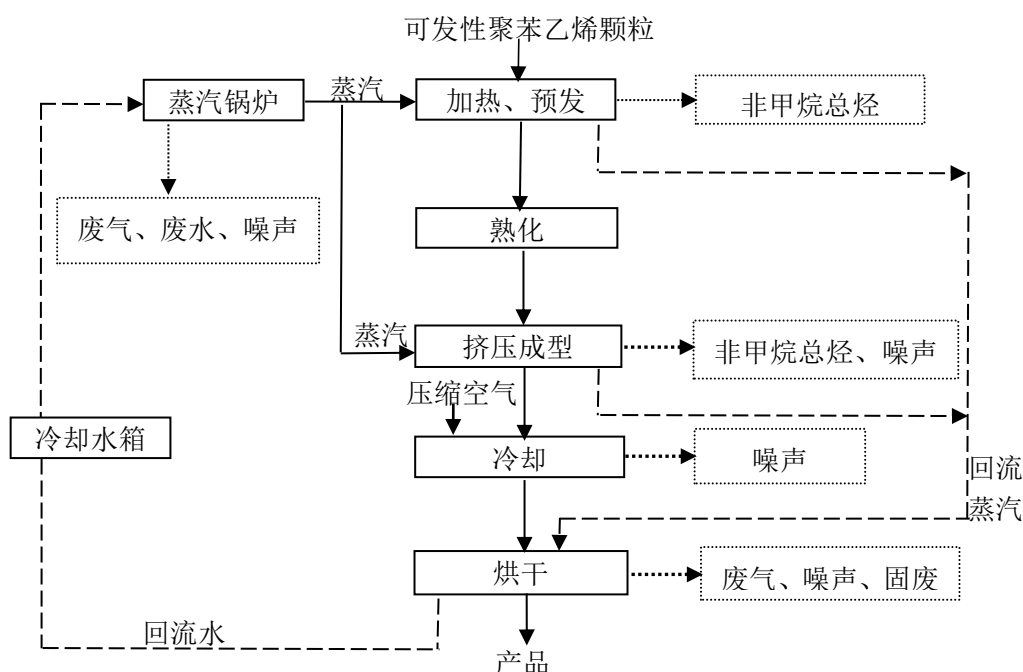 可发性聚苯乙烯颗粒
蒸汽锅炉
蒸汽
加热、预发
非甲烷总烃
废气、废水、噪声
熟化
蒸汽
挤压成型
非甲烷总烃、噪声
压缩空气
冷却水箱
冷却
噪声
回流
蒸汽
烘干
废气、噪声、固废
回流水
产品